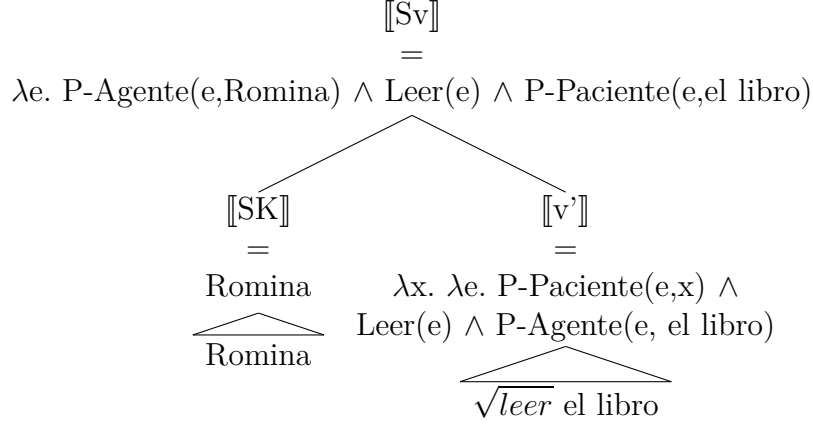 ⟦Sv⟧
=
λe. P-Agente(e,Romina) ∧ Leer(e) ∧ P-Paciente(e,el libro)
⟦SK⟧
=
Romina
Romina
⟦v’⟧
=
λx. λe. P-Paciente(e,x) ∧
Leer(e) ∧ P-Agente(e, el libro)
√leer el libro